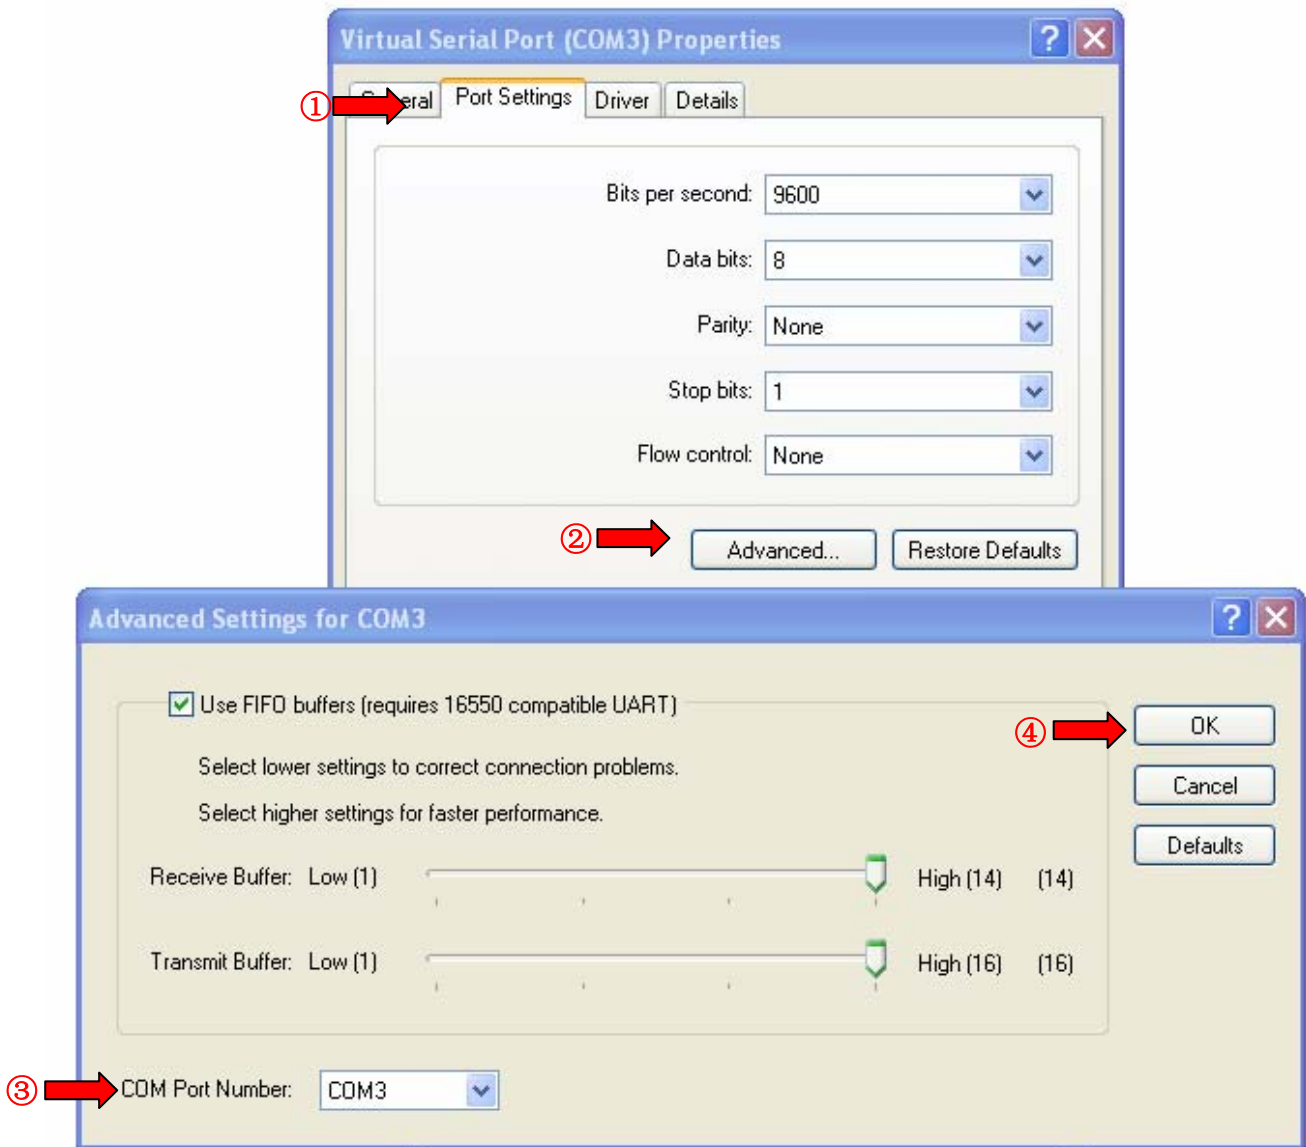 Virtual Serial Port (COM3) Properties
① Port Settings Driver Details
Bits per second: 9600
Data bits: 8
Parity: None
Stop bits: 1
Flow control: None
② Advanced... Restore Defaults
Advanced Settings for COM3
Use FIFO buffers (requires 16550 compatible UART)
④ OK
Select lower settings to correct connection problems.
Cancel
Select higher settings for faster performance.
Defaults
Receive Buffer: Low (1) High (14) (14)
Transmit Buffer: Low (1) High (16) (16)
③ COM Port Number: COM3